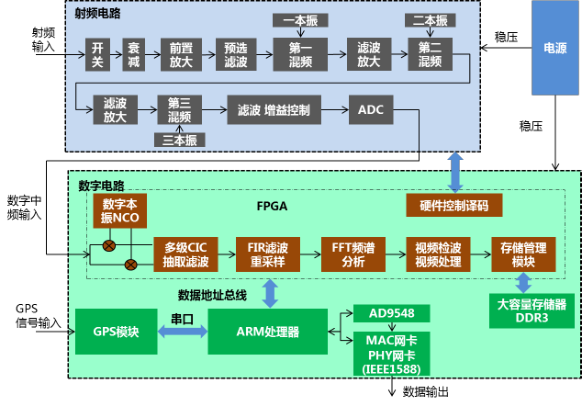 射频电路
射频
输入
一本振
二本振
稳压
电源
开
关
衰
减
前置
放大
预选
滤波
第一
混频
滤波
放大
第二
混频
滤波
放大
第三
混频
滤波 增益控制
ADC
三本振
稳压
数字中
频输入
数字电路
数字本
振NCO
FPGA
硬件控制译码
多级CIC
抽取滤波
FIR滤波
重采样
FFT频谱
分析
视频检波
视频处理
存储管理
模块
数据地址总线
大容量存储器
DDR3
GPS
信号输入
GPS模块
串口
ARM处理器
AD9548
MAC网卡
PHY网卡
(IEEE1588)
数据输出